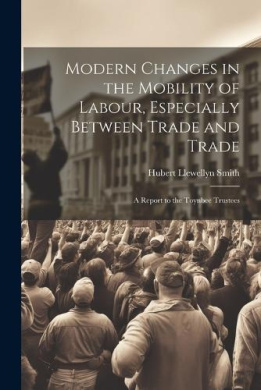 Modern Changes in
the Mobility of
Labour, Especially
Between Trade and
Trade
Hubert Llewellyn Smith
A Report to the Toynbee Trustees